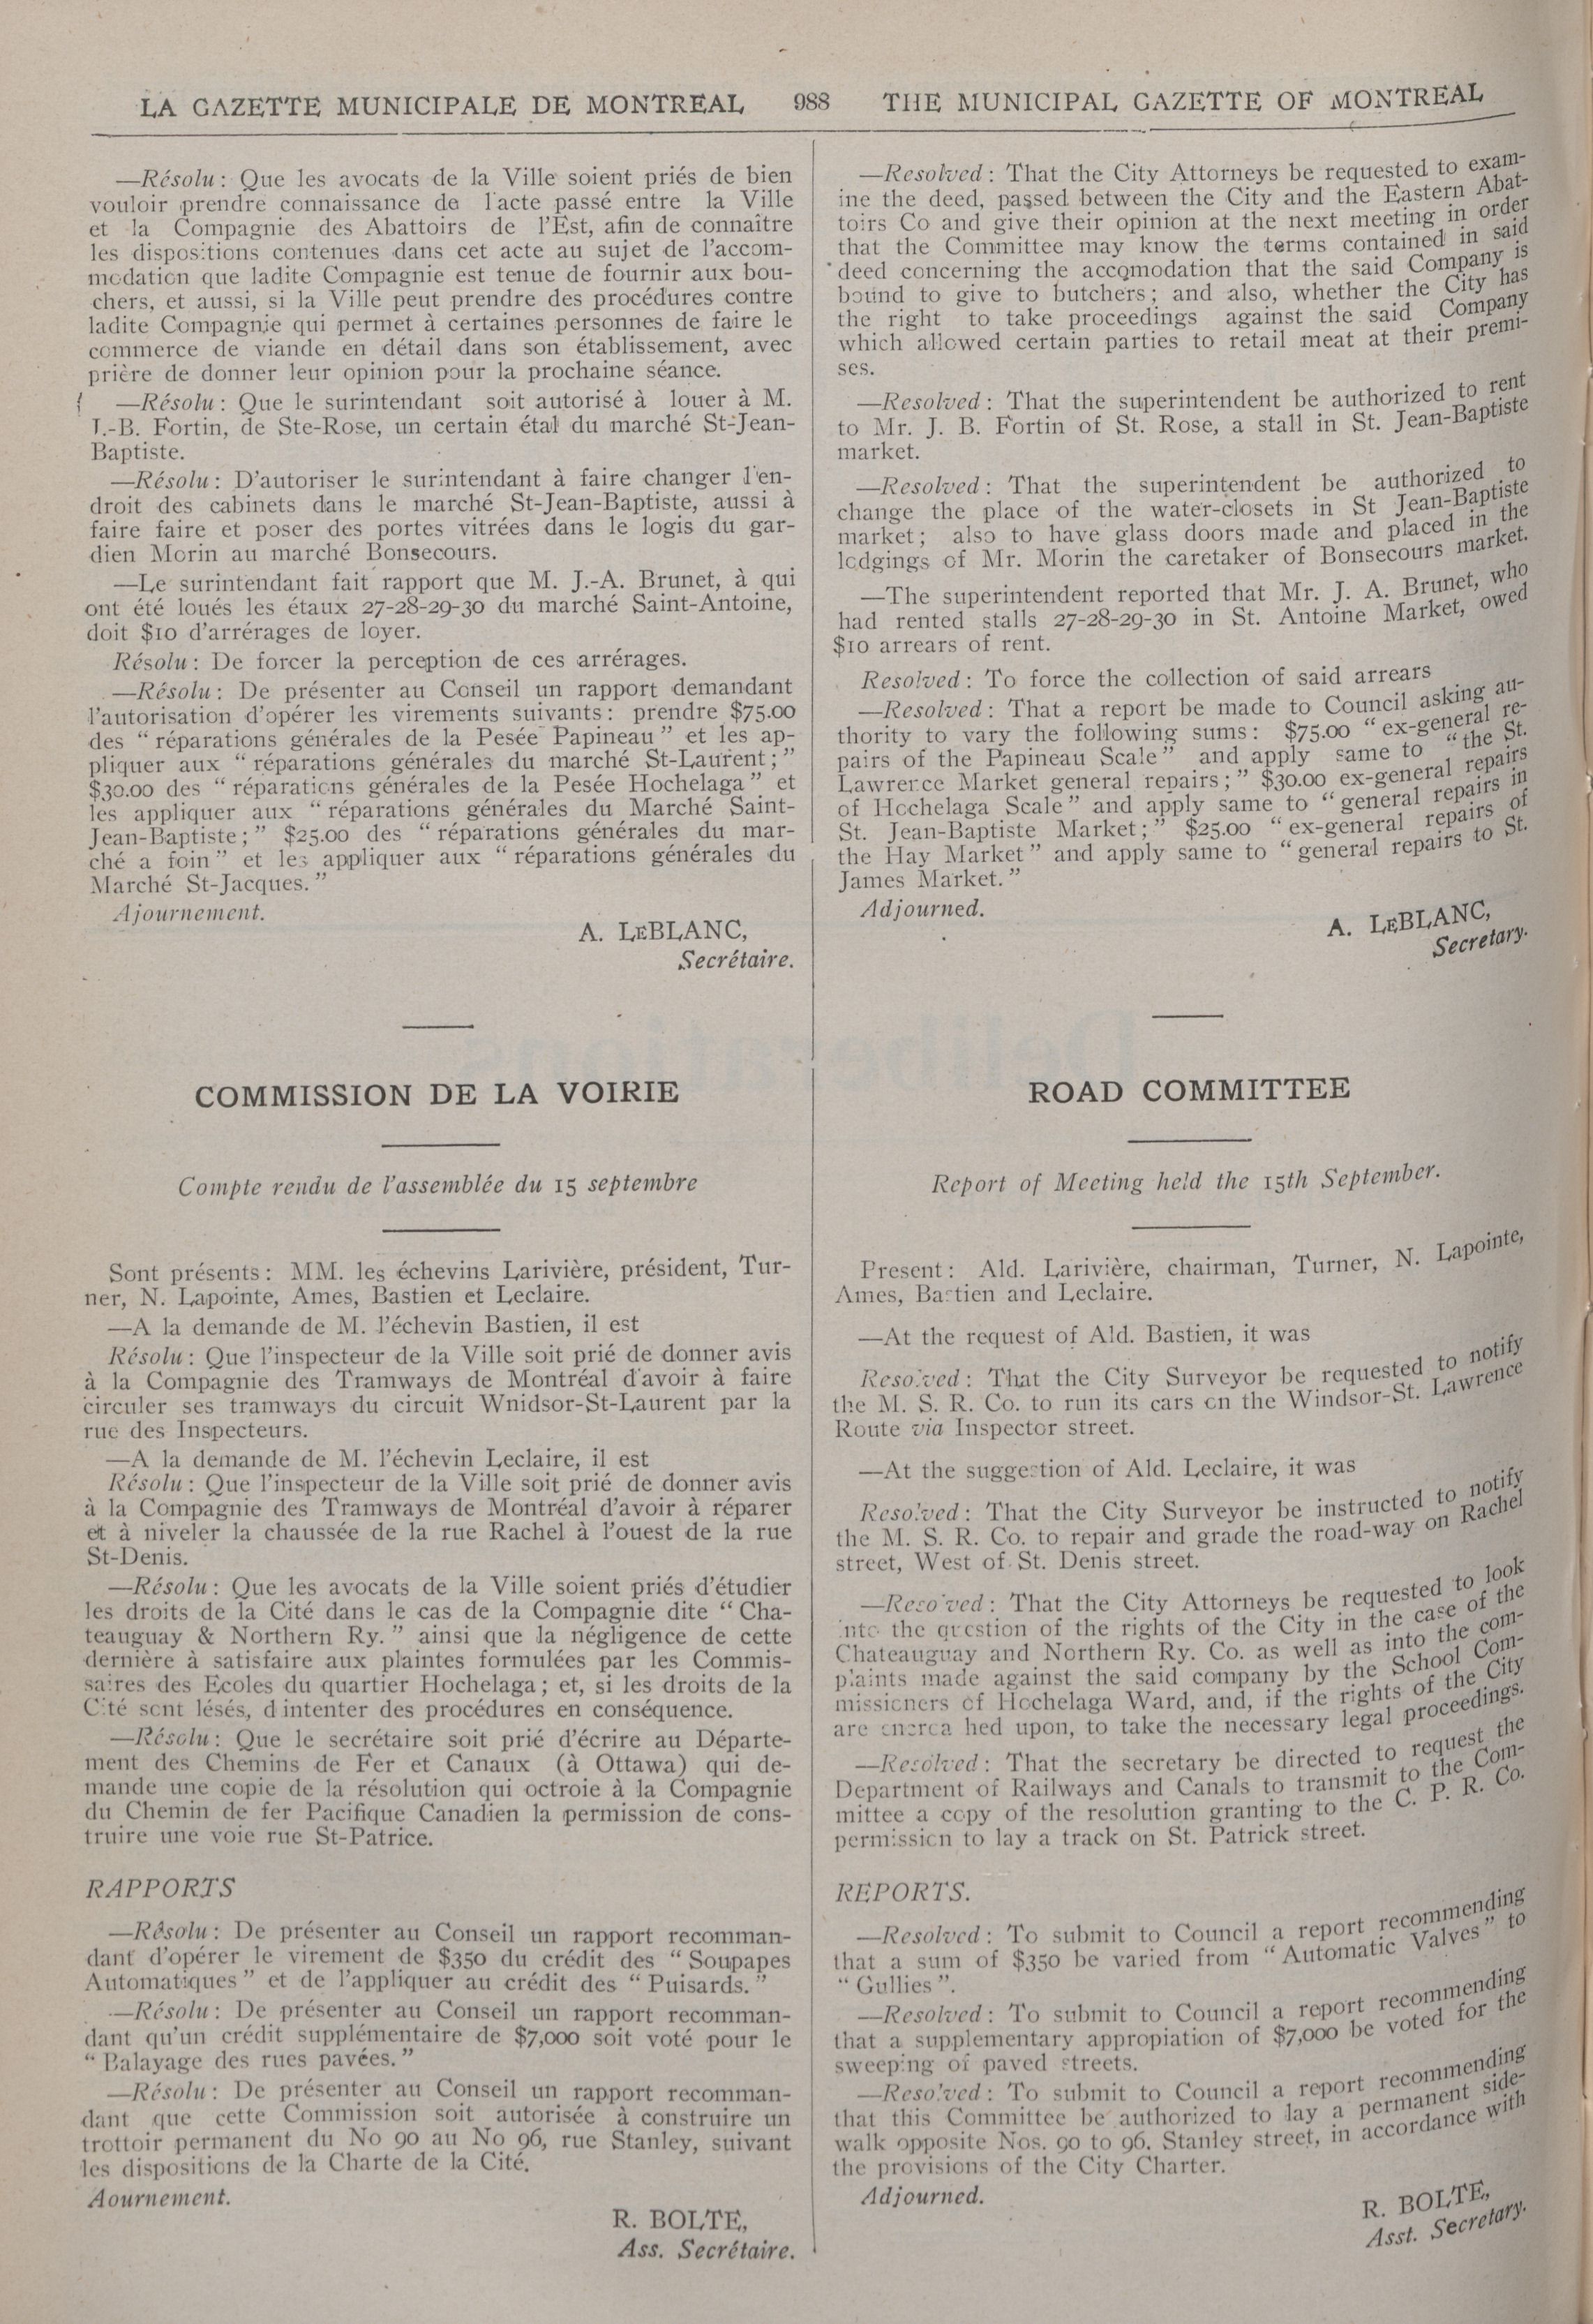 LA GAZETTE MUNICIPALE DE MONTREAL 988 THE MUNICIPAL GAZETTE OF MONTREAL
—Résolu: Que les avocats de la Ville soient priés de bien
vouloir prendre connaissance de l'acte passé entre la Ville
et la Compagnie des Abattoirs de l'Est, afin de connaître
les dispositions contenues dans cet acte au sujet de l'accom-
modation que ladite Compagnie est tenue de fournir aux bou-
chers, et aussi, si la Ville peut prendre des procédures contre
ladite Compagnie qui permet à certaines personnes de faire le
commerce de viande en détail dans son établissement, avec
prière de donner leur opinion pour la prochaine séance.
—Résolu: Que le surintendant soit autorisé à louer à M.
J.-B. Fortin, de Ste-Rose, un certain étal du marché St-Jean-
Baptiste.
—Résolu: D'autoriser le surintendant à faire changer l'en-
droit des cabinets dans le marché St-Jean-Baptiste, aussi à
faire faire et poser des portes vitrées dans le logis du gar-
dien Morin au marché Bonsecours.
—Le surintendant fait rapport que M. J.-A. Brunet, à qui
ont été loués les étaux 27-28-29-30 du marché Saint-Antoine,
doit $10 d'arrérages de loyer.
Résolu: De forcer la perception de ces arrérages.
—Résolu: De présenter au Conseil un rapport demandant
l'autorisation d'opérer les virements suivants: prendre $75.00
des "réparations générales de la Pesée Papineau" et les ap-
pliquer aux "réparations générales du marché St-Laurent;"
$30.00 des "réparations générales de la Pesée Hochelaga" et
les appliquer aux "réparations générales du Marché Saint-
Jean-Baptiste;" $25.00 des "réparations générales du mar-
ché a foin" et les appliquer aux "réparations générales du
Marché St-Jacques."
Ajournement.
A. LEBLANC,
Secrétaire.
COMMISSION DE LA VOIRIE
Compte rendu de l'assemblée du 15 septembre
Sont présents: MM. les échevins Larivière, président, Tur-
ner, N. Lapointe, Ames, Bastien et Leclaire.
—A la demande de M. l'échevin Bastien, il est
Résolu: Que l'inspecteur de la Ville soit prié de donner avis
à la Compagnie des Tramways de Montréal d'avoir à faire
circuler ses tramways du circuit Wnidsor-St-Laurent par la
rue des Inspecteurs.
—A la demande de M. l'échevin Leclaire, il est
Résolu: Que l'inspecteur de la Ville soit prié de donner avis
à la Compagnie des Tramways de Montréal d'avoir à réparer
et à niveler la chaussée de la rue Rachel à l'ouest de la rue
St-Denis.
—Résolu: Que les avocats de la Ville soient priés d'étudier
les droits de la Cité dans le cas de la Compagnie dite "Cha-
teauguay & Northern Ry." ainsi que la négligence de cette
dernière à satisfaire aux plaintes formulées par les Commis-
saires des Ecoles du quartier Hochelaga; et, si les droits de la
Cité sont lésés, d'intenter des procédures en conséquence.
—Résolu: Que le secrétaire soit prié d'écrire au Départe-
ment des Chemins de Fer et Canaux (à Ottawa) qui de-
mande une copie de la résolution qui octroie à la Compagnie
du Chemin de fer Pacifique Canadien la permission de cons-
truire une voie rue St-Patrice.
RAPPORTS
—Résolu: De présenter au Conseil un rapport recomman-
dant d'opérer le virement de $350 du crédit des "Soupapes
Automatiques" et de l'appliquer au crédit des "Puisards."
—Résolu: De présenter au Conseil un rapport recomman-
dant qu'un crédit supplémentaire de $7,000 soit voté pour le
"Balayage des rues pavées."
—Résolu: De présenter au Conseil un rapport recomman-
dant que cette Commission soit autorisée à construire un
trottoir permanent du No 90 au No 96, rue Stanley, suivant
les dispositions de la Charte de la Cité.
Aournement.
R. BOLTE,
Ass. Secrétaire.
—Resolved: That the City Attorneys be requested to exam-
ine the deed, passed between the City and the Eastern Abat-
toirs Co and give their opinion at the next meeting in order
that the Committee may know the terms contained in said
deed concerning the accomodation that the said Company is
bound to give to butchers; and also, whether the City has
the right to take proceedings against the said Company
which allowed certain parties to retail meat at their premi-
ses.
—Resolved: That the superintendent be authorized to rent
to Mr. J. B. Fortin of St. Rose, a stall in St. Jean-Baptiste
market.
—Resolved: That the superintendent be authorized to
change the place of the water-closets in St Jean-Baptiste
market; also to have glass doors made and placed in the
lodgings of Mr. Morin the caretaker of Bonsecours market.
—The superintendent reported that Mr. J. A. Brunet, who
had rented stalls 27-28-29-30 in St. Antoine Market, owed
$10 arrears of rent.
Resolved: To force the collection of said arrears
—Resolved: That a report be made to Council asking au-
thority to vary the following sums: $75.00 "ex-general re-
pairs of the Papineau Scale" and apply same to "the St.
Lawrence Market general repairs;" $30.00 ex-general repairs
of Hochelaga Scale" and apply same to "general repairs in
St. Jean-Baptiste Market;" $25.00 "ex-general repairs of
the Hay Market" and apply same to "general repairs to St.
James Market."
Adjourned.
A. LEBLANC,
Secretary.
ROAD COMMITTEE
Report of Meeting held the 15th September.
Present: Ald. Larivière, chairman, Turner, N. Lapointe,
Ames, Bastien and Leclaire.
—At the request of Ald. Bastien, it was
Resolved: That the City Surveyor be requested to notify
the M. S. R. Co. to run its cars on the Windsor-St. Lawrence
Route via Inspector street.
—At the suggestion of Ald. Leclaire, it was
Resolved: That the City Surveyor be instructed to notify
the M. S. R. Co. to repair and grade the road-way on Rachel
street, West of St. Denis street.
—Resolved: That the City Attorneys be requested to look
into the question of the rights of the City in the case of the
Chateauguay and Northern Ry. Co. as well as into the com-
plaints made against the said company by the School Com-
missioners of Hochelaga Ward, and, if the rights of the City
are encroa hed upon, to take the necessary legal proceedings.
—Resolved: That the secretary be directed to request the
Department of Railways and Canals to transmit to the Com-
mittee a copy of the resolution granting to the C. P. R. Co.
permission to lay a track on St. Patrick street.
REPORTS.
—Resolved: To submit to Council a report recommending
that a sum of $350 be varied from "Automatic Valves" to
"Gullies".
—Resolved: To submit to Council a report recommending
that a supplementary appropiation of $7,000 be voted for the
sweeping of paved streets.
—Resolved: To submit to Council a report recommending
that this Committee be authorized to lay a permanent side-
walk opposite Nos. 90 to 96. Stanley street, in accordance with
the provisions of the City Charter.
Adjourned.
R. BOLTE,
Asst. Secretary.